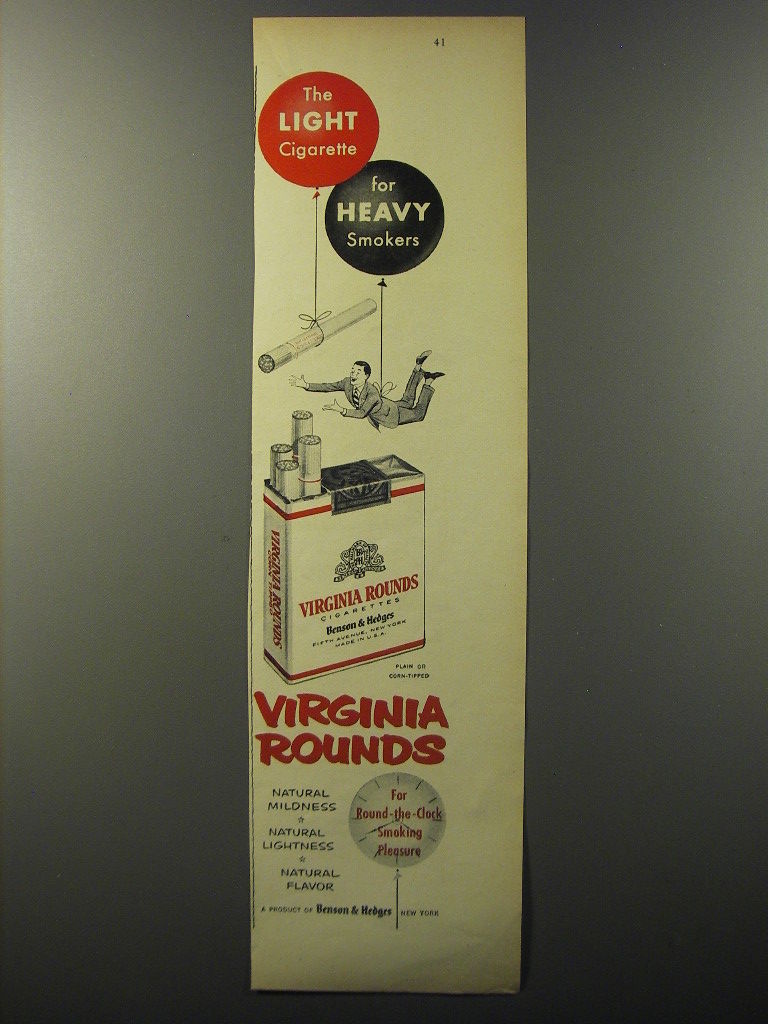 41
The
LIGHT
Cigarette
for
HEAVY
Smokers
VIRGINIA ROUNDS
VIRGINIA ROUNDS
CIGARETTES
Benson & Hedges
FIFTH AVENUE, NEW YORK
MADE IN U.S.A.
PLAIN OR
CORN-TIPPED
VIRGINIA
ROUNDS
NATURAL
MILDNESS
☆
NATURAL
LIGHTNESS
☆
NATURAL
FLAVOR
For
Round-the-Clock
Smoking
Pleasure
A PRODUCT OF Benson & Hedges NEW YORK